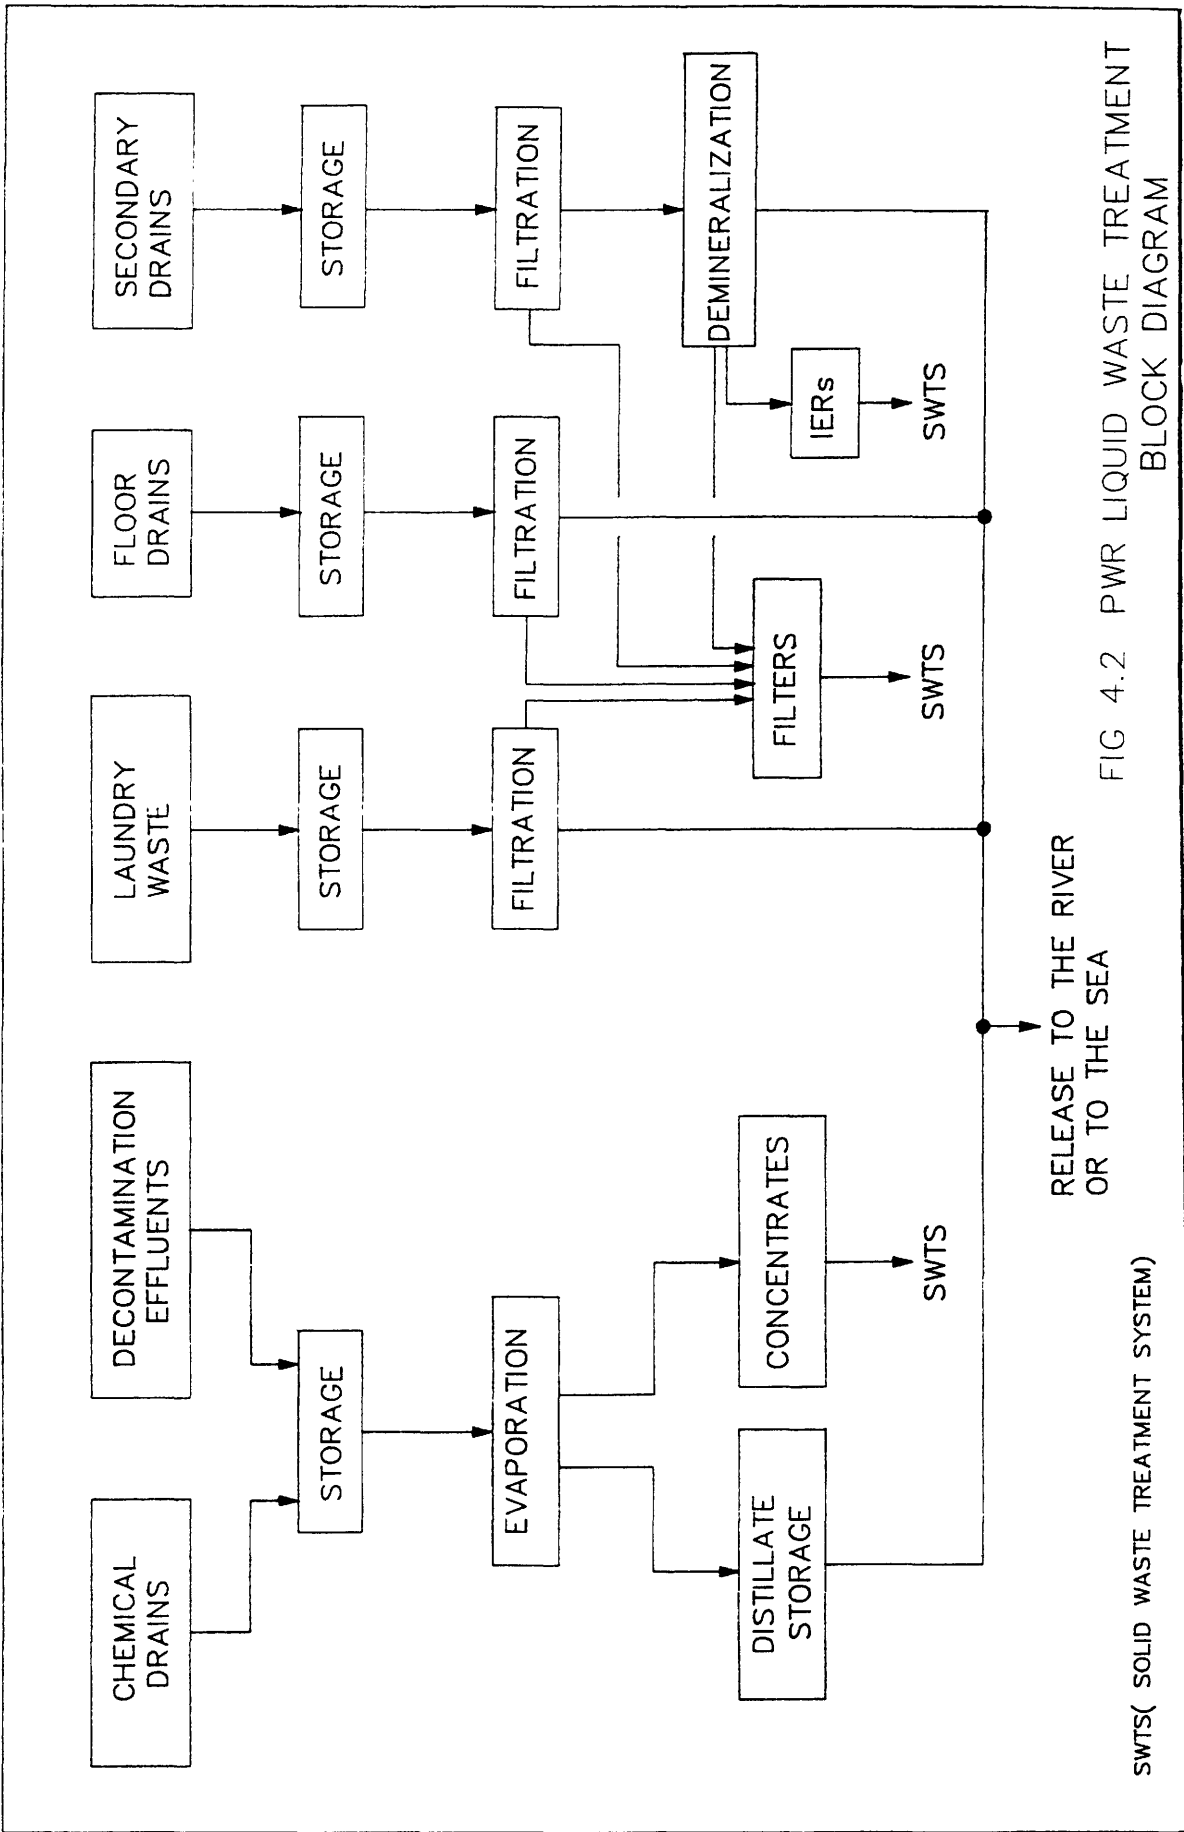 CHEMICAL
DRAINS
DECONTAMINATION
EFFLUENTS
LAUNDRY
WASTE
FLOOR
DRAINS
SECONDARY
DRAINS
STORAGE
STORAGE
STORAGE
STORAGE
EVAPORATION
FILTRATION
FILTRATION
FILTRATION
DISTILLATE
STORAGE
CONCENTRATES
FILTERS
DEMINERALIZATION
IERs
SWTS
SWTS
SWTS
RELEASE TO THE RIVER
OR TO THE SEA
SWTS( SOLID WASTE TREATMENT SYSTEM)
FIG 4.2 PWR LIQUID WASTE TREATMENT
BLOCK DIAGRAM